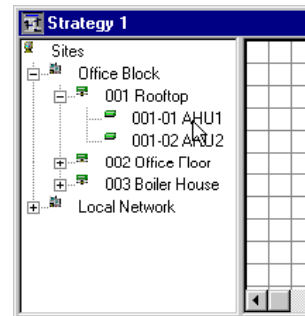 Strategy 1
Sites
Office Block
001 Rooftop
001-01 AHU1
001-02 AHU2
002 Office Floor
003 Boiler House
Local Network